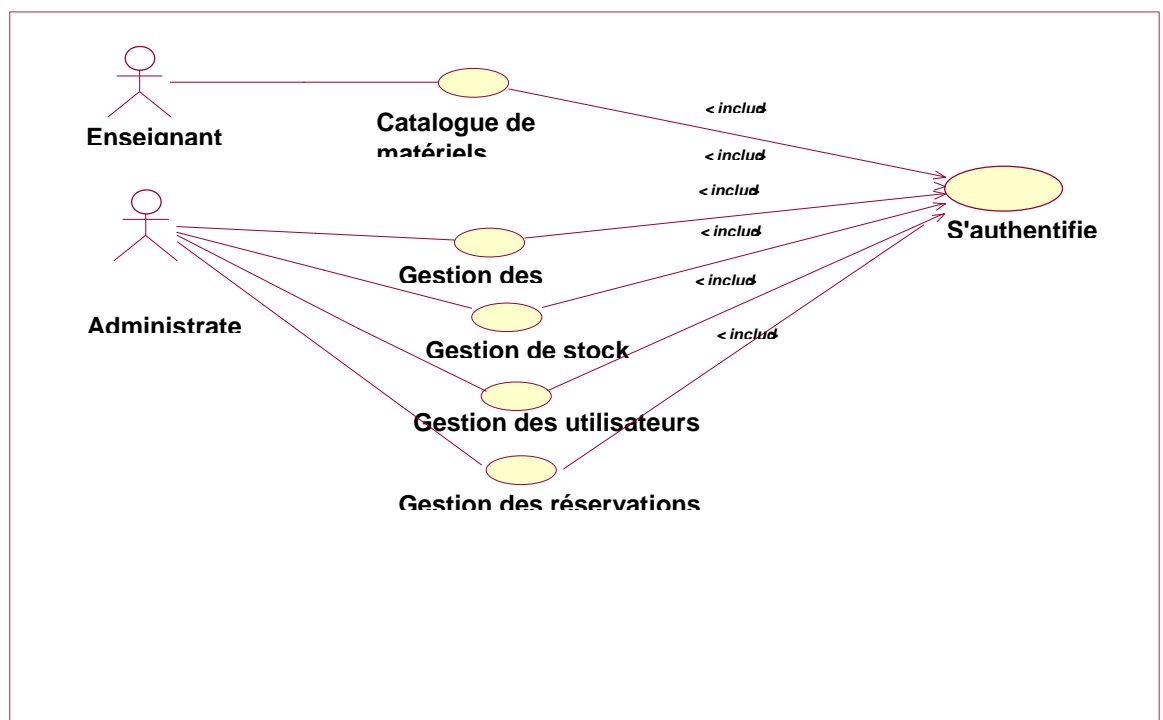 Enseignant
Catalogue de
matériels
< includ
< includ
< includ
< includ
< includ
< includ
S'authentifie
Gestion des
Administrate
Gestion de stock
Gestion des utilisateurs
Gestion des réservations